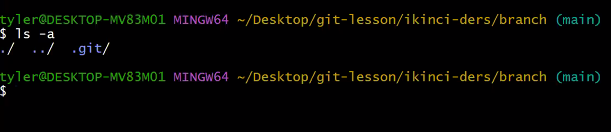 tyler@DESKTOP-MV83M01 MINGW64 ~/Desktop/git-lesson/ikinci-ders/branch (main)
$ ls -a
./  ../  .git/
tyler@DESKTOP-MV83M01 MINGW64 ~/Desktop/git-lesson/ikinci-ders/branch (main)
$